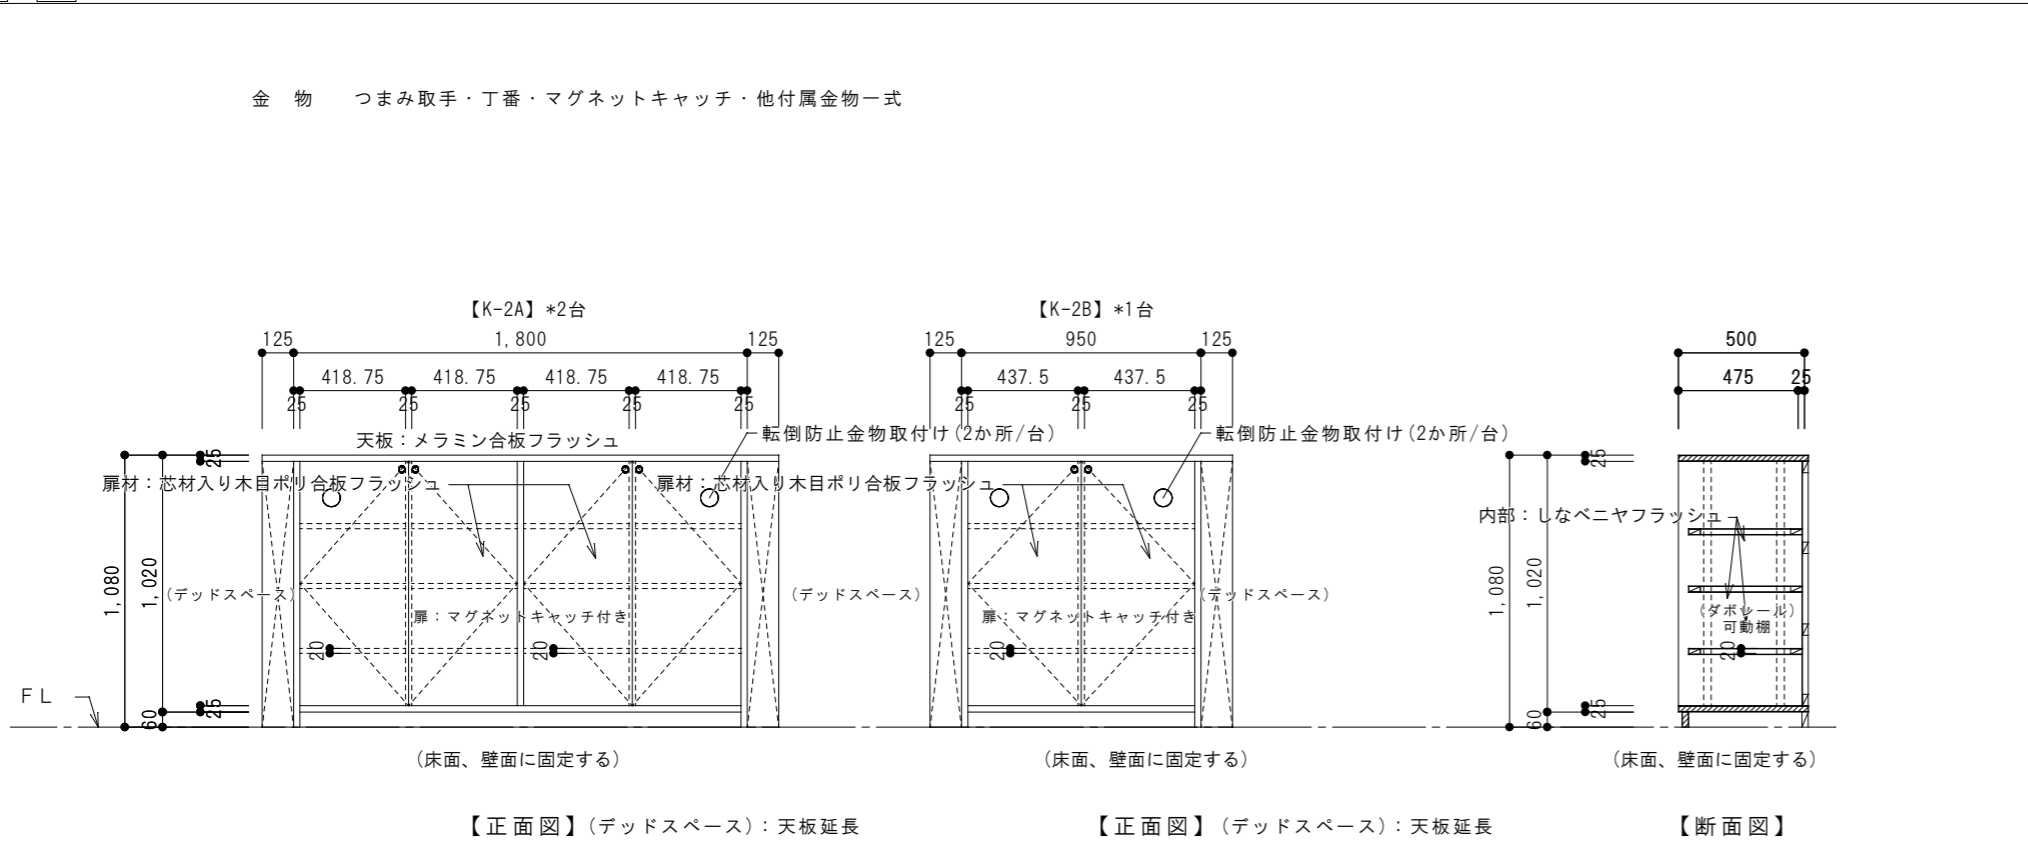 金 物 つまみ取手・丁番・マグネットキャッチ・他付属金物一式
【K-2A】*2台
【K-2B】*1台
125 1,800 125
125 950 125
500
418.75 418.75 418.75 418.75
437.5 437.5
475 25
25 25 25 25 25
25 25 25
天板：メラミン合板フラッシュ
転倒防止金物取付け(2か所/台)
転倒防止金物取付け(2か所/台)
25
25
扉材：芯材入り木目ポリ合板フラッシュ
扉材：芯材入り木目ポリ合板フラッシュ
内部：しなベニヤフラッシュ
1,080
1,020
(デッドスペース)
(デッドスペース)
(デッドスペース)
1,080
1,020
扉：マグネットキャッチ付き
扉：マグネットキャッチ付き
(ダボレール)
可動棚
20
20
20
20
FL
60
25
60
25
(床面、壁面に固定する)
(床面、壁面に固定する)
(床面、壁面に固定する)
【正面図】(デッドスペース)：天板延長
【正面図】(デッドスペース)：天板延長
【断面図】